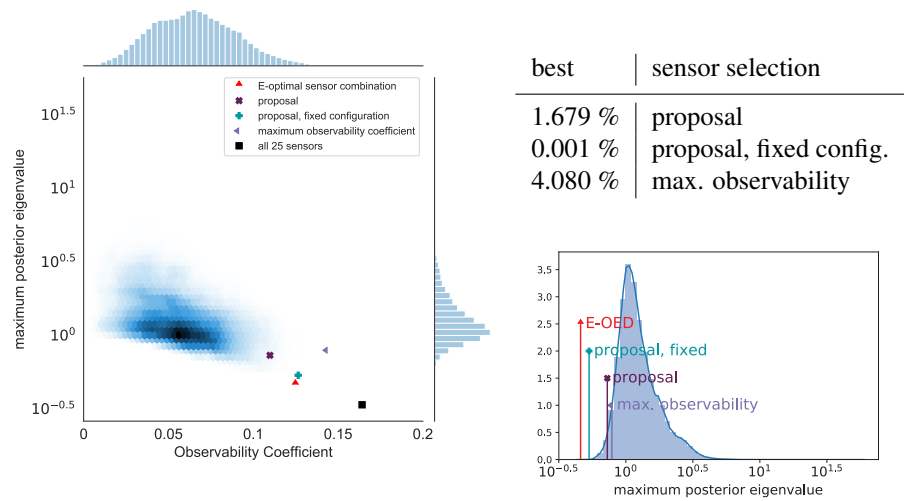 E-optimal sensor combination
proposal
proposal, fixed configuration
maximum observability coefficient
all 25 sensors
maximum posterior eigenvalue
10^1.5
10^1
10^0.5
10^0
10^-0.5
0 0.05 0.1 0.15 0.2
Observability Coefficient
best sensor selection
1.679 % proposal
0.001 % proposal, fixed config.
4.080 % max. observability
3.5
3.0
2.5
2.0
1.5
1.0
0.5
0.0
E-OED
proposal, fixed
proposal
max. observability
10^-0.5 10^0 10^0.5 10^1 10^1.5
maximum posterior eigenvalue